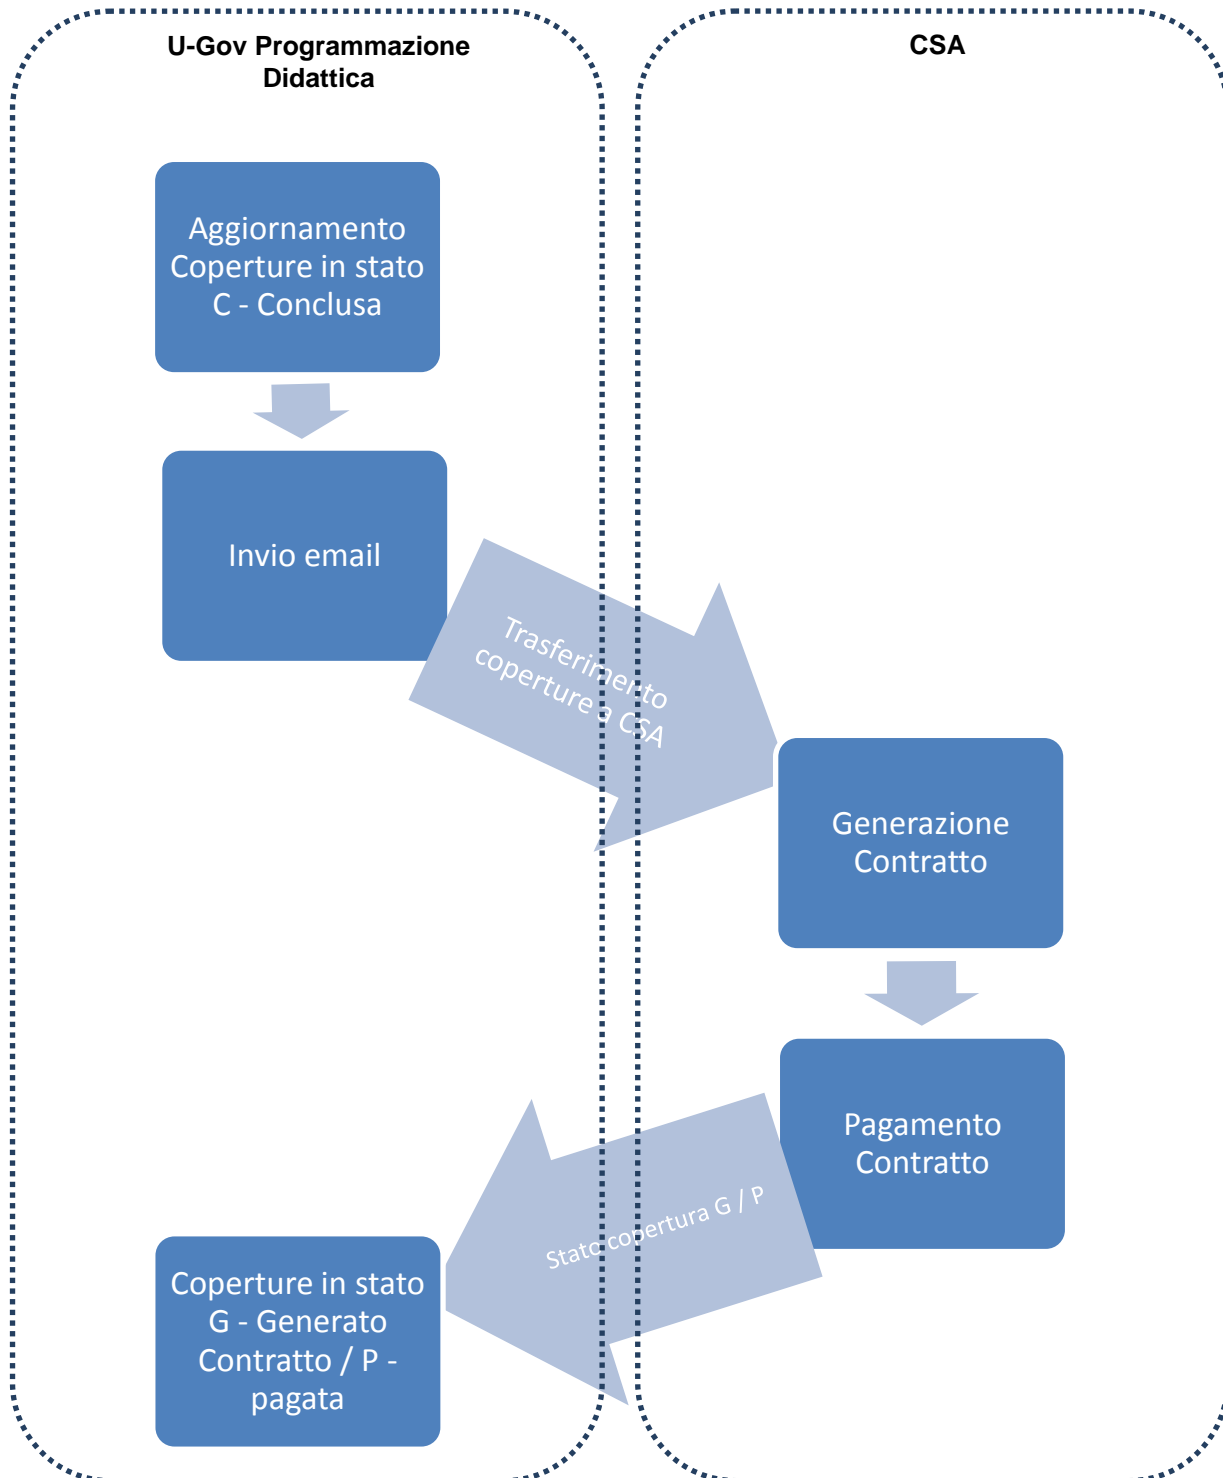 U-Gov Programmazione
Didattica
CSA
Aggiornamento
Coperture in stato
C - Conclusa
Invio email
Trasferimento
coperture a CSA
Generazione
Contratto
Pagamento
Contratto
Stato copertura G / P
Coperture in stato
G - Generato
Contratto / P -
pagata